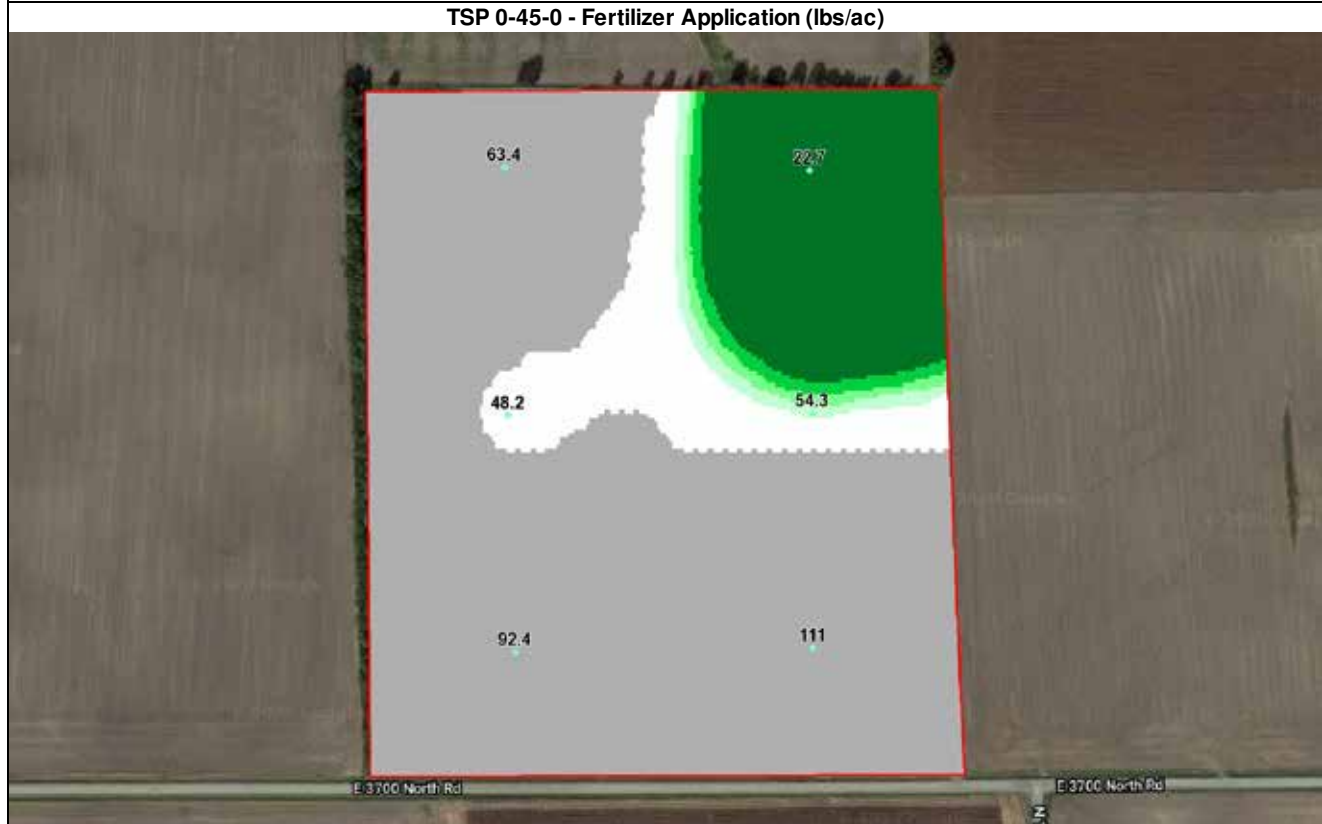 TSP 0-45-0 - Fertilizer Application (lbs/ac)
63.4
22.7
48.2
54.3
92.4
111
E 3700 North Rd
E 3700 North Rd
N